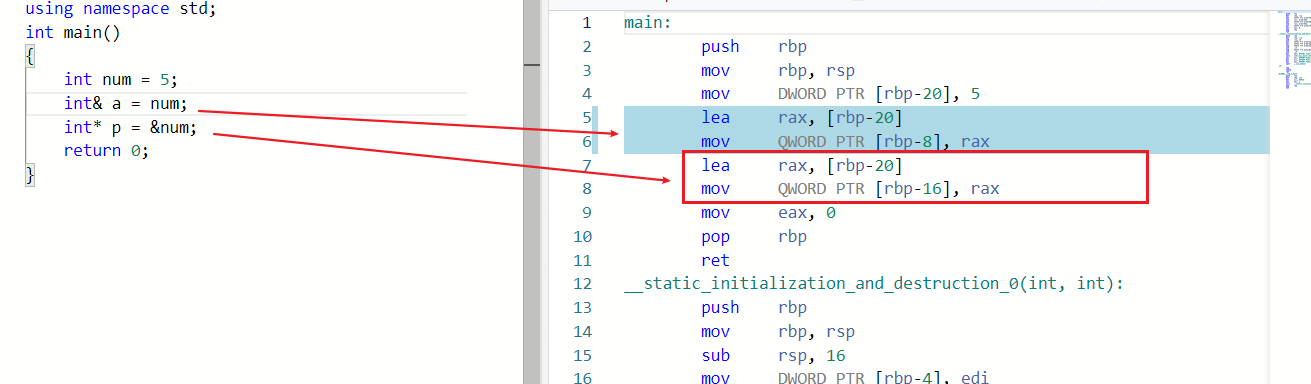 using namespace std;
int main()
{
    int num = 5;
    int& a = num;
    int* p = &num;
    return 0;
}
1 main:
2 push rbp
3 mov rbp, rsp
4 mov DWORD PTR [rbp-20], 5
5 lea rax, [rbp-20]
6 mov QWORD PTR [rbp-8], rax
7 lea rax, [rbp-20]
8 mov QWORD PTR [rbp-16], rax
9 mov eax, 0
10 pop rbp
11 ret
12 __static_initialization_and_destruction_0(int, int):
13 push rbp
14 mov rbp, rsp
15 sub rsp, 16
16 mov DWORD PTR [rbp-4], edi